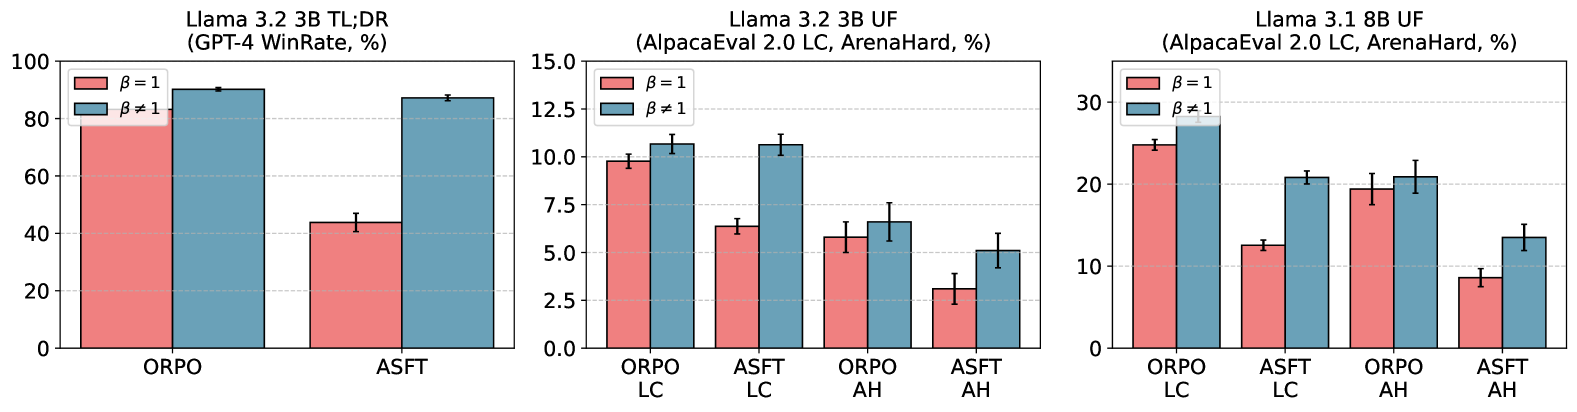 Llama 3.2 3B TL;DR
(GPT-4 WinRate, %)
100
80
60
40
20
0
β = 1
β ≠ 1
ORPO
ASFT
Llama 3.2 3B UF
(AlpacaEval 2.0 LC, ArenaHard, %)
15.0
12.5
10.0
7.5
5.0
2.5
0.0
β = 1
β ≠ 1
ORPO
LC
ASFT
LC
ORPO
AH
ASFT
AH
Llama 3.1 8B UF
(AlpacaEval 2.0 LC, ArenaHard, %)
30
20
10
0
β = 1
β ≠ 1
ORPO
LC
ASFT
LC
ORPO
AH
ASFT
AH